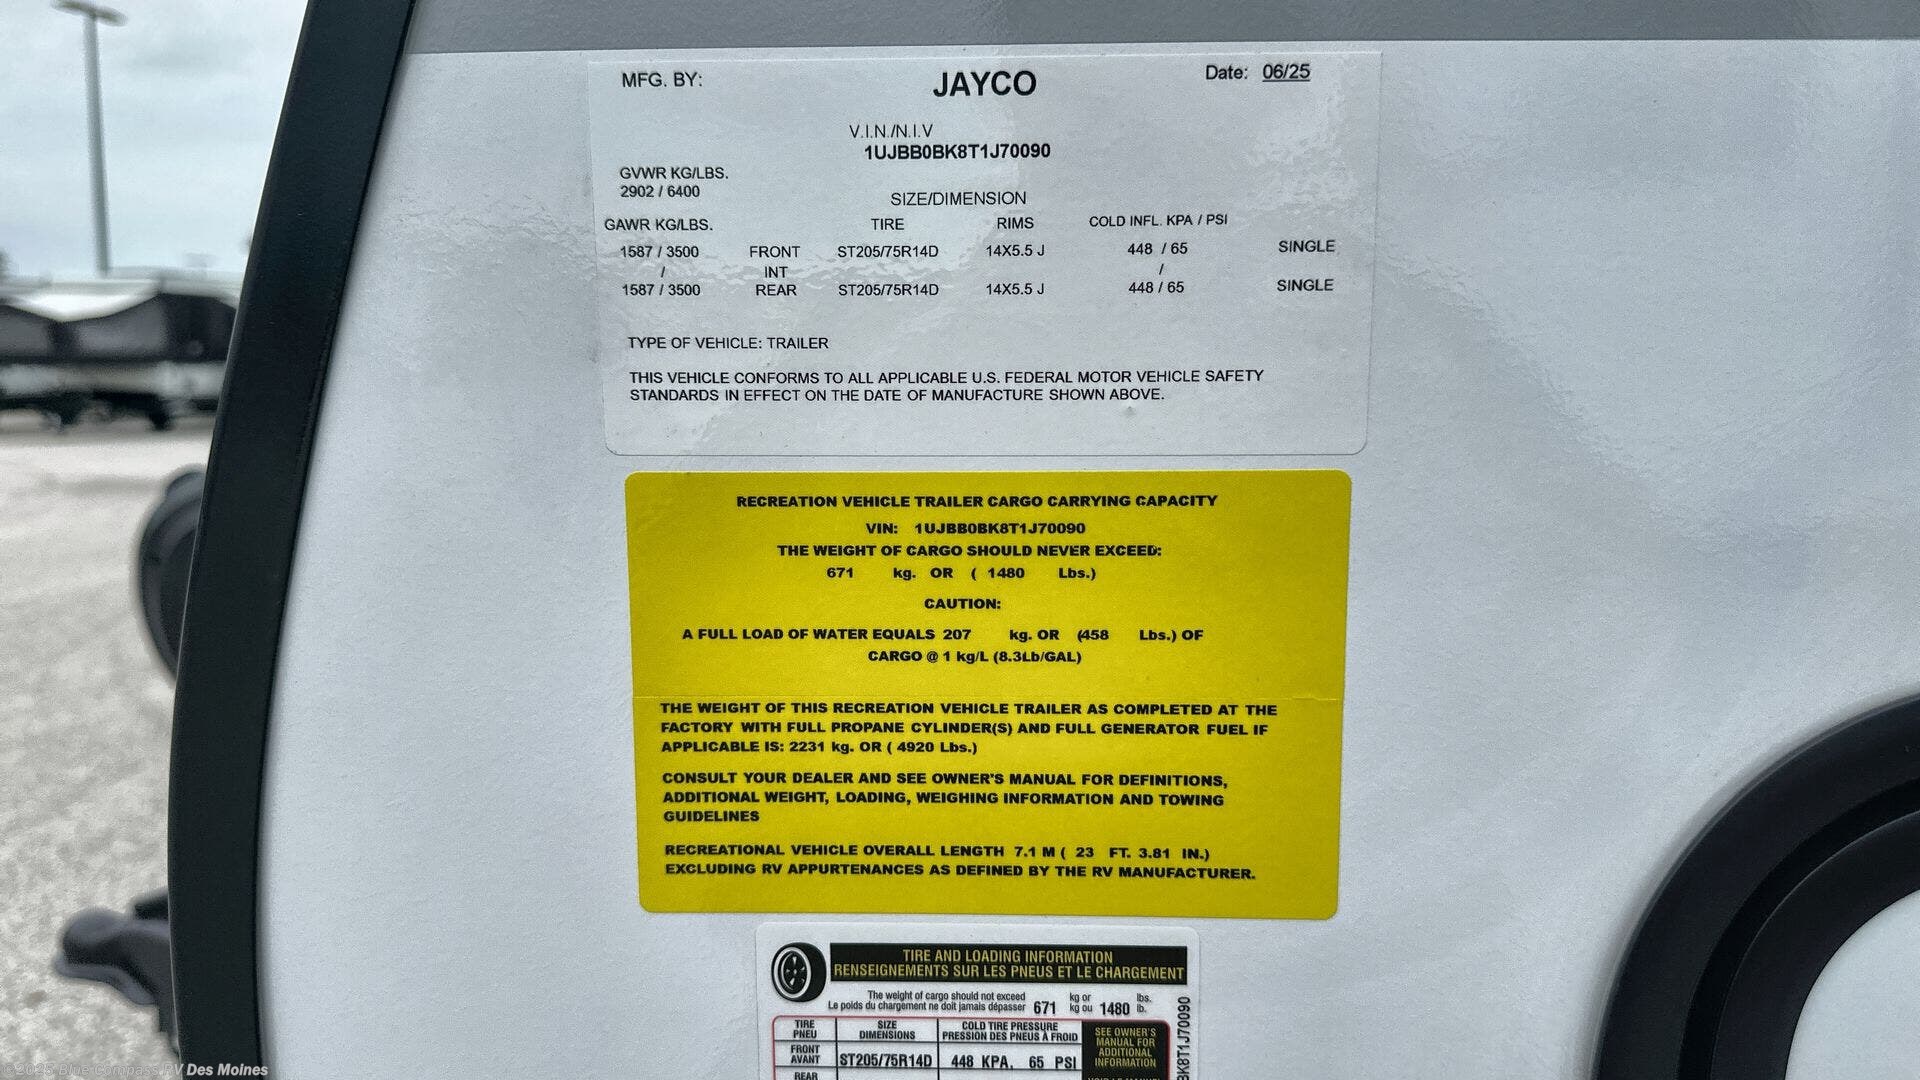 MFG. BY: JAYCO Date: 06/25
V.I.N./N.I.V
1UJBB0BK8T1J70090
GVWR KG/LBS.
2902 / 6400
SIZE/DIMENSION
GAWR KG/LBS. TIRE RIMS COLD INFL. KPA / PSI
1587 / 3500 FRONT ST205/75R14D 14X5.5 J 448 / 65 SINGLE
/ INT /
1587 / 3500 REAR ST205/75R14D 14X5.5 J 448 / 65 SINGLE
TYPE OF VEHICLE: TRAILER
THIS VEHICLE CONFORMS TO ALL APPLICABLE U.S. FEDERAL MOTOR VEHICLE SAFETY
STANDARDS IN EFFECT ON THE DATE OF MANUFACTURE SHOWN ABOVE.
RECREATION VEHICLE TRAILER CARGO CARRYING CAPACITY
VIN: 1UJBB0BK8T1J70090
THE WEIGHT OF CARGO SHOULD NEVER EXCEED:
671 kg. OR ( 1480 Lbs.)
CAUTION:
A FULL LOAD OF WATER EQUALS 207 kg. OR (458 Lbs.) OF
CARGO @ 1 kg/L (8.3Lb/GAL)
THE WEIGHT OF THIS RECREATION VEHICLE TRAILER AS COMPLETED AT THE
FACTORY WITH FULL PROPANE CYLINDER(S) AND FULL GENERATOR FUEL IF
APPLICABLE IS: 2231 kg. OR ( 4920 Lbs.)
CONSULT YOUR DEALER AND SEE OWNER'S MANUAL FOR DEFINITIONS,
ADDITIONAL WEIGHT, LOADING, WEIGHING INFORMATION AND TOWING
GUIDELINES
RECREATIONAL VEHICLE OVERALL LENGTH 7.1 M ( 23 FT. 3.81 IN.)
EXCLUDING RV APPURTENANCES AS DEFINED BY THE RV MANUFACTURER.
TIRE AND LOADING INFORMATION
RENSEIGNEMENTS SUR LES PNEUS ET LE CHARGEMENT
The weight of cargo should not exceed kg or lbs.
Le poids du chargement ne doit jamais dépasser 671 kg ou 1480 lb.
TIRE SIZE COLD TIRE PRESSURE
PNEU DIMENSIONS PRESSION DES PNEUS À FROID
FRONT
AVANT ST205/75R14D 448 KPA, 65 PSI
REAR
SEE OWNER'S
MANUAL FOR
ADDITIONAL
INFORMATION
BK8T1J70090
©2025 Blue Compass RV Des Moines